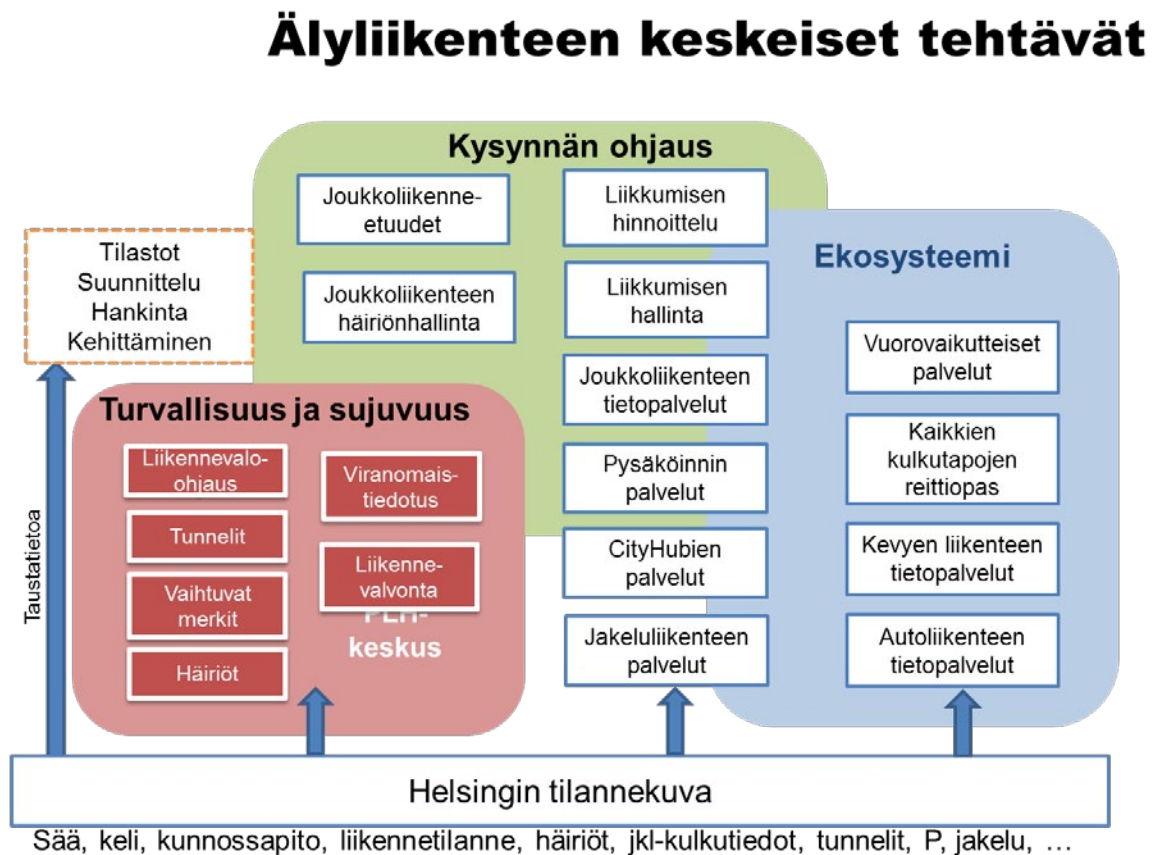 Älyliikenteen keskeiset tehtävät
Kysynnän ohjaus
Joukkoliikenne-
etuudet
Joukkoliikenteen
häiriönhallinta
Liikkumisen
hinnoittelu
Liikkumisen
hallinta
Joukkoliikenteen
tietopalvelut
Pysäköinnin
palvelut
CityHubien
palvelut
Jakeluliikenteen
palvelut
Ekosysteemi
Vuorovaikutteiset
palvelut
Kaikkien
kulkutapojen
reittiopas
Kevyen liikenteen
tietopalvelut
Autoliikenteen
tietopalvelut
Tilastot
Suunnittelu
Hankinta
Kehittäminen
Taustatietoa
Turvallisuus ja sujuvuus
Liikennevalo-
ohjaus
Tunnelit
Vaihtuvat
merkit
Häiriöt
Viranomais-
tiedotus
Liikenne-
valvonta
keskus
Helsingin tilannekuva
Sää, keli, kunnossapito, liikennetilanne, häiriöt, jkl-kulkutiedot, tunnelit, P, jakelu, …